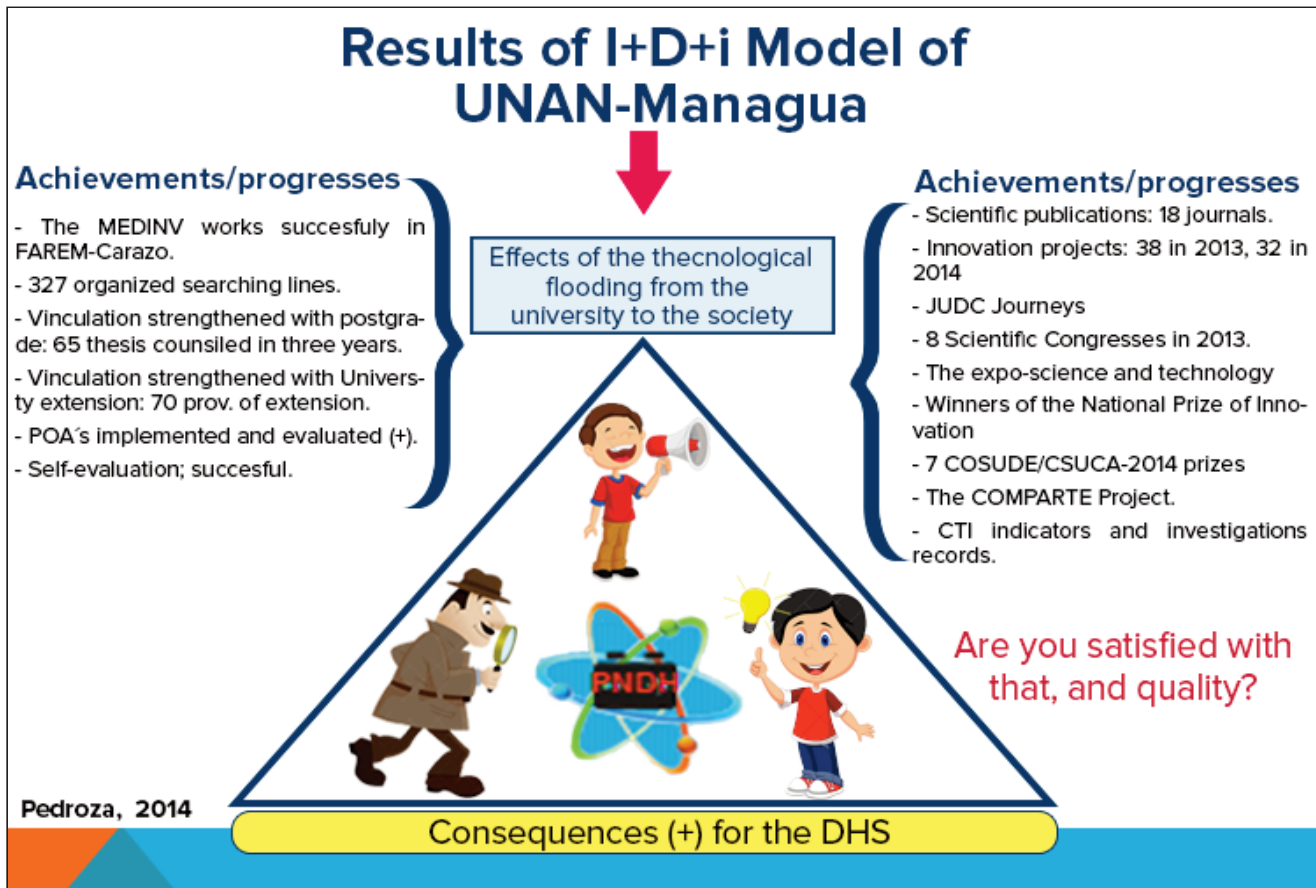 Results of I+D+i Model of
UNAN-Managua
Achievements/progresses
- The MEDINV works succesfuly in
FAREM-Carazo.
- 327 organized searching lines.
- Vinculation strengthened with postgra-
de: 65 thesis counsiled in three years.
- Vinculation strengthened with Univers-
ty extension: 70 prov. of extension.
- POA´s implemented and evaluated (+).
- Self-evaluation; succesful.
Effects of the thecnological
flooding from the
university to the society
Achievements/progresses
- Scientific publications: 18 journals.
- Innovation projects: 38 in 2013, 32 in
2014
- JUDC Journeys
- 8 Scientific Congresses in 2013.
- The expo-science and technology
- Winners of the National Prize of Inno-
vation
- 7 COSUDE/CSUCA-2014 prizes
- The COMPARTE Project.
- CTI indicators and investigations
records.
PNDH
Are you satisfied with
that, and quality?
Pedroza, 2014
Consequences (+) for the DHS